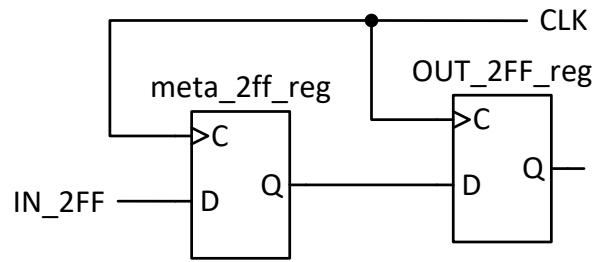 CLK
meta_2ff_reg
OUT_2FF_reg
C
C
IN_2FF
D
Q
D
Q